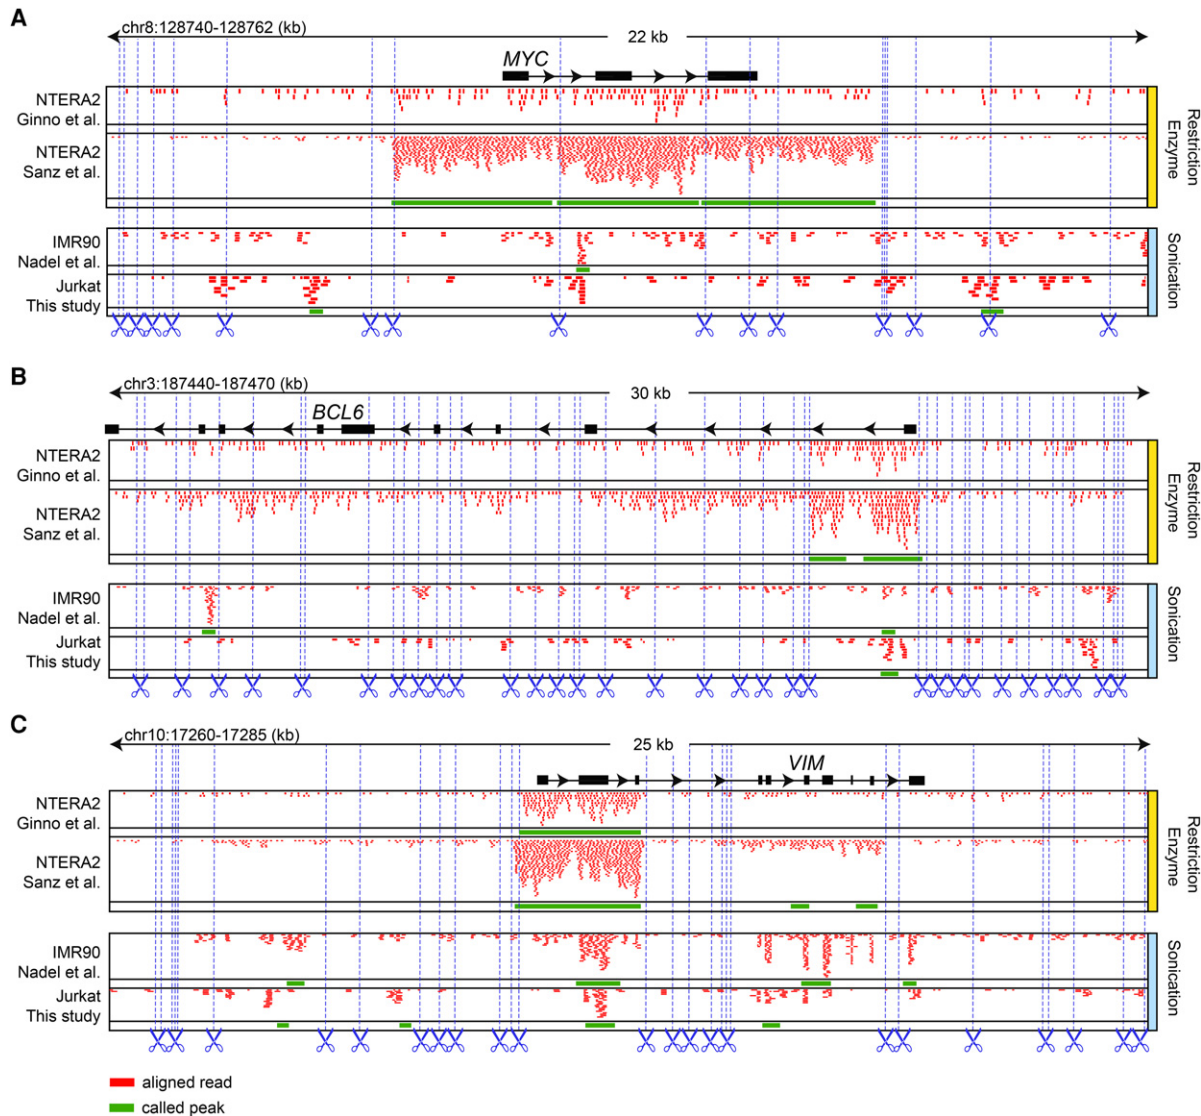 A
chr8:128740-128762 (kb)
22 kb
MYC
NTERA2
Ginno et al.
NTERA2
Sanz et al.
Restriction
Enzyme
IMR90
Nadel et al.
Jurkat
This study
Sonication
B
chr3:187440-187470 (kb)
30 kb
BCL6
NTERA2
Ginno et al.
NTERA2
Sanz et al.
Restriction
Enzyme
IMR90
Nadel et al.
Jurkat
This study
Sonication
C
chr10:17260-17285 (kb)
25 kb
VIM
NTERA2
Ginno et al.
NTERA2
Sanz et al.
Restriction
Enzyme
IMR90
Nadel et al.
Jurkat
This study
Sonication
aligned read
called peak